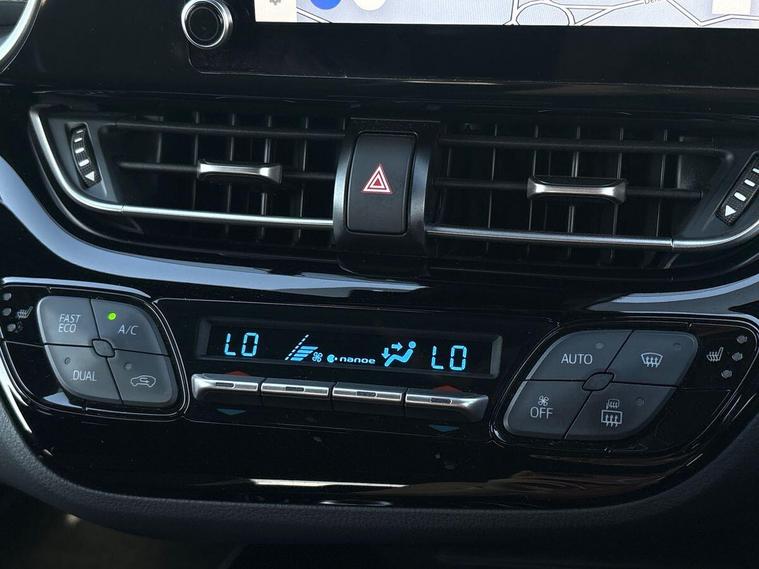 FAST
ECO
A/C
DUAL
LO
nanoe
LO
AUTO
OFF